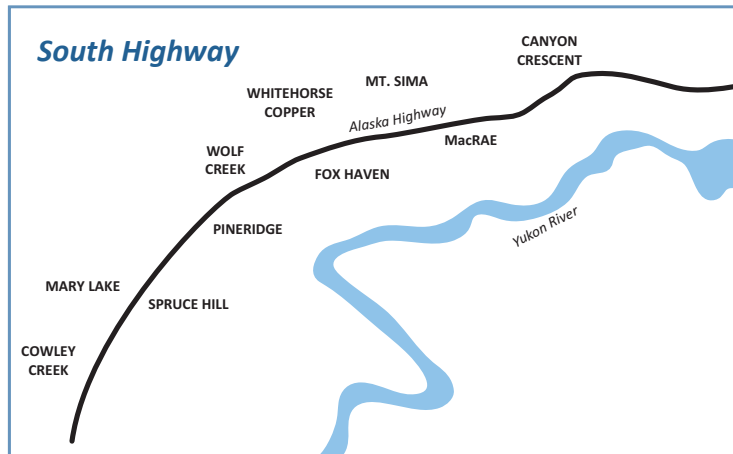 South Highway
CANYON
CRESCENT
MT. SIMA
WHITEHORSE
COPPER
Alaska Highway
MacRAE
WOLF
CREEK
FOX HAVEN
PINERIDGE
Yukon River
MARY LAKE
SPRUCE HILL
COWLEY
CREEK